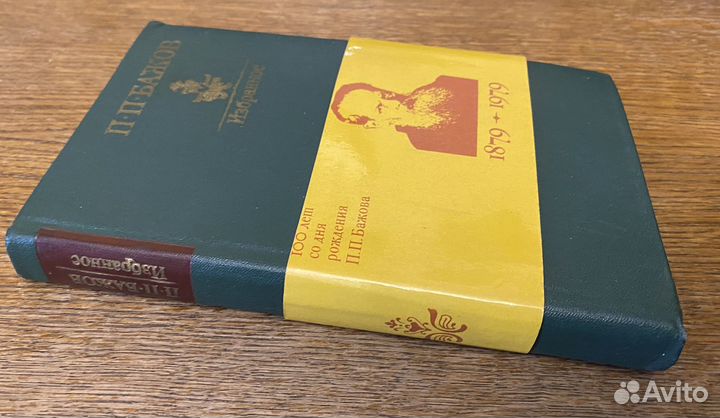 П·П·БАЖОВ
Избранное
1879 + 1979
100 лет
со дня
рождения
П.П.Бажова
П·П·БАЖОВ
Избранное
Avito